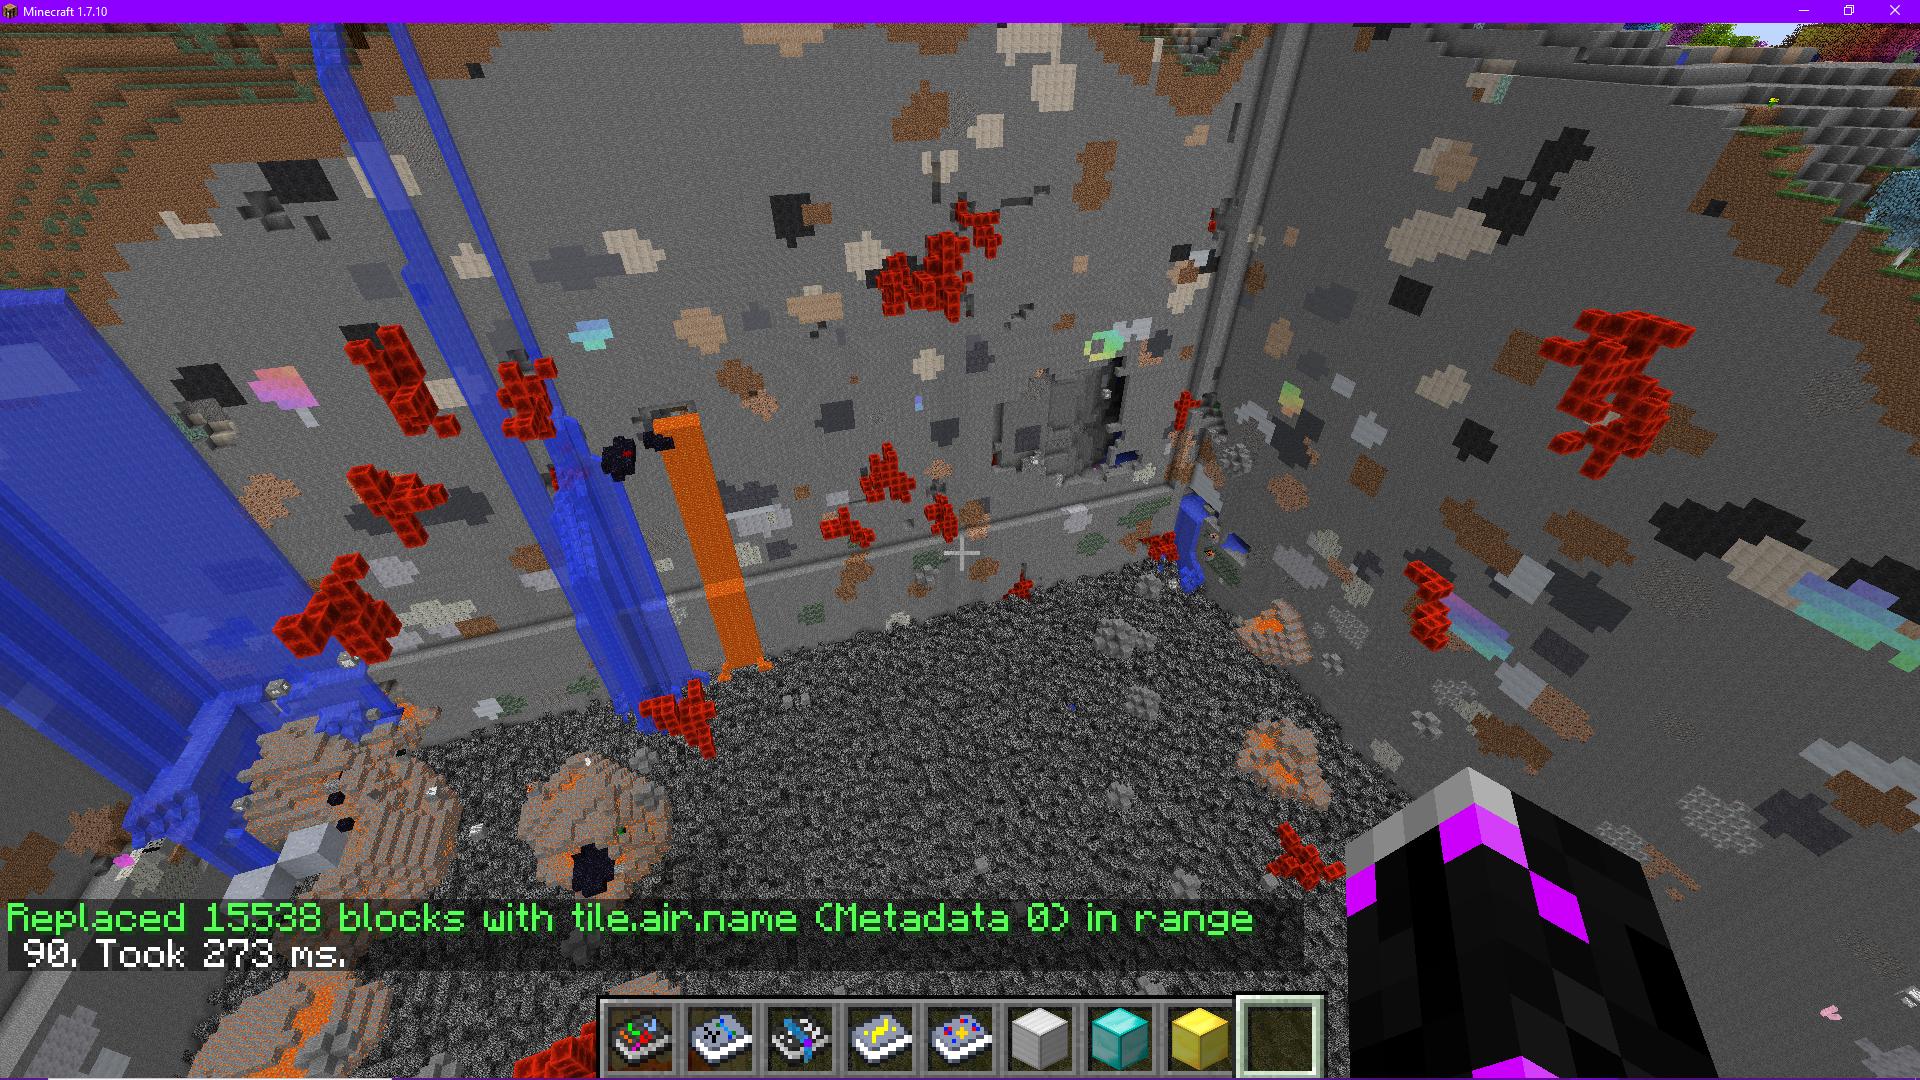 Minecraft 1.7.10
Replaced 15538 blocks with tile.air.name (Metadata 0) in range
90. Took 273 ms.